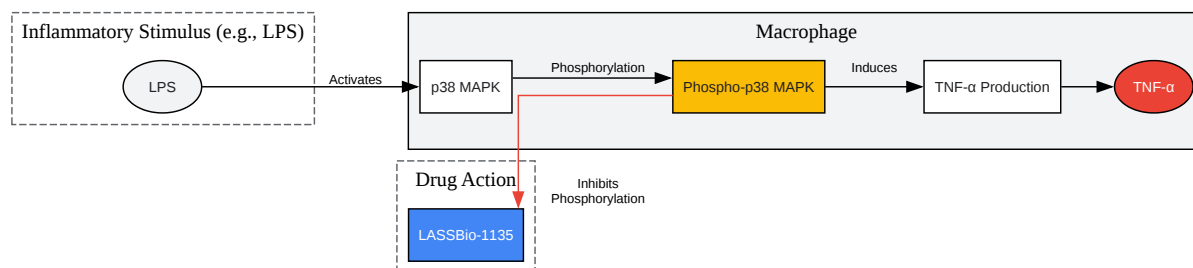 Inflammatory Stimulus (e.g., LPS)
Macrophage
LPS
Activates
p38 MAPK
Phosphorylation
Phospho-p38 MAPK
Induces
TNF-α Production
TNF-α
Drug Action
Inhibits
Phosphorylation
LASSBio-1135